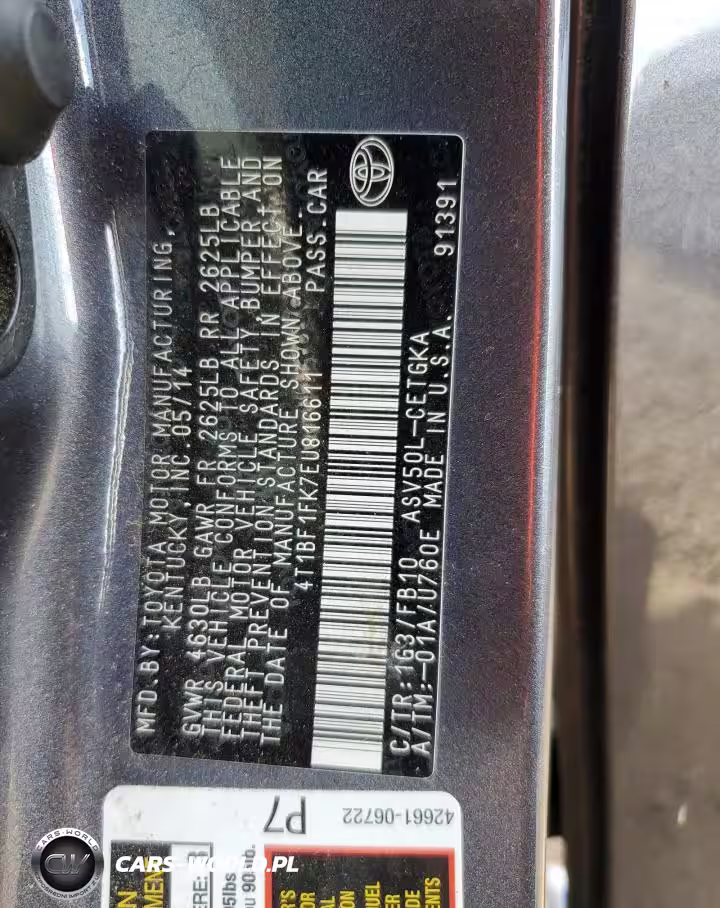 MFD.BY:TOYOTA MOTOR MANUFACTURING,
KENTUCKY, INC 05/14
GVWR 4630LB GAWR FR 2625LB RR 2625LB
THIS VEHICLE CONFORMS TO ALL APPLICABLE
FEDERAL MOTOR VEHICLE SAFETY, BUMPER AND
THEFT PREVENTION STANDARDS IN EFFECT ON
THE DATE OF MANUFACTURE SHOWN ABOVE.
4T1BF1FK7EU816611 PASS CAR
C/TR:1G3/FB10 ASV50L-CETGKA
A/TM:-01A/U760E MADE IN U.S.A. 91391
P7
42661-06722
CARS-WORLD
CW
CARS-WORLD.PL